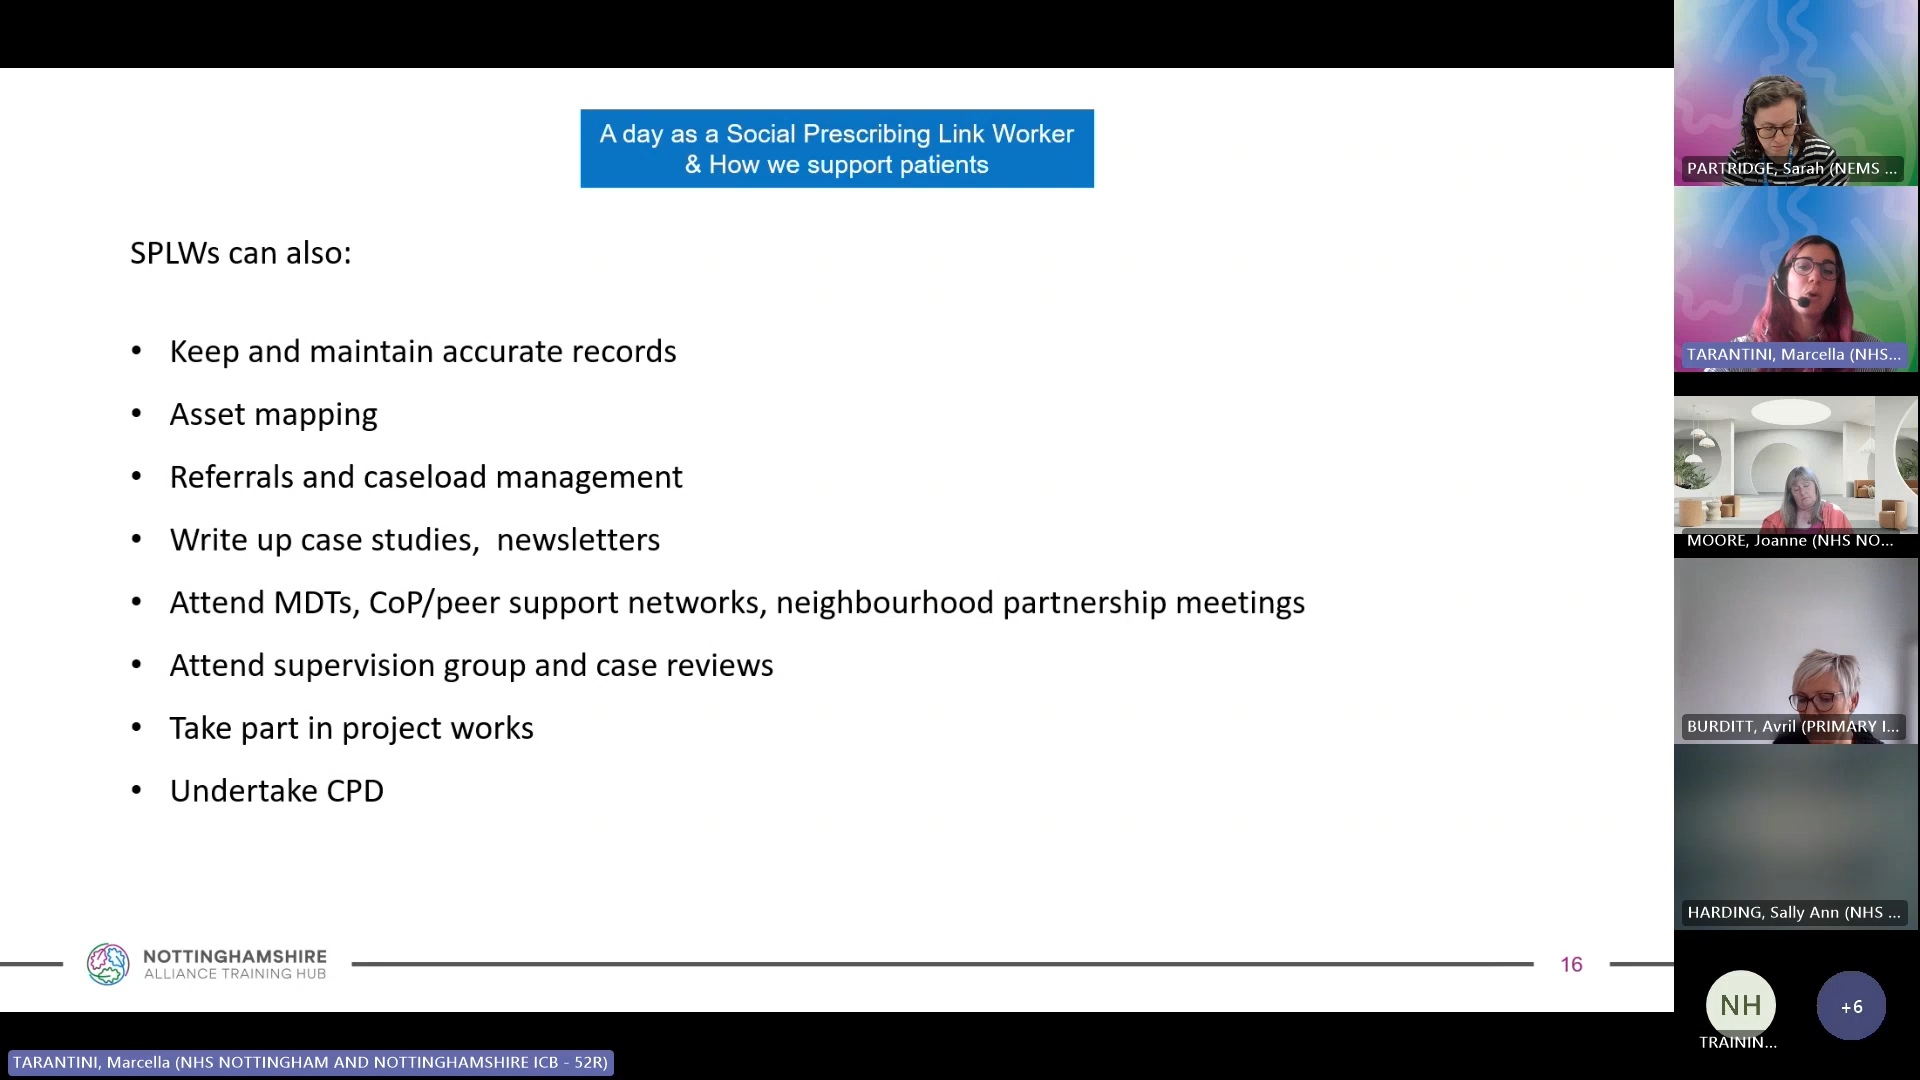 A day as a Social Prescribing Link Worker
& How we support patients
SPLWs can also:
• Keep and maintain accurate records
• Asset mapping
• Referrals and caseload management
• Write up case studies,  newsletters
• Attend MDTs, CoP/peer support networks, neighbourhood partnership meetings
• Attend supervision group and case reviews
• Take part in project works
• Undertake CPD
NOTTINGHAMSHIRE
ALLIANCE TRAINING HUB
16
TARANTINI, Marcella (NHS NOTTINGHAM AND NOTTINGHAMSHIRE ICB - 52R)
PARTRIDGE, Sarah (NEMS ...
TARANTINI, Marcella (NHS...
MOORE, Joanne (NHS NO...
BURDITT, Avril (PRIMARY I...
HARDING, Sally Ann (NHS ...
NH
TRAININ...
+6